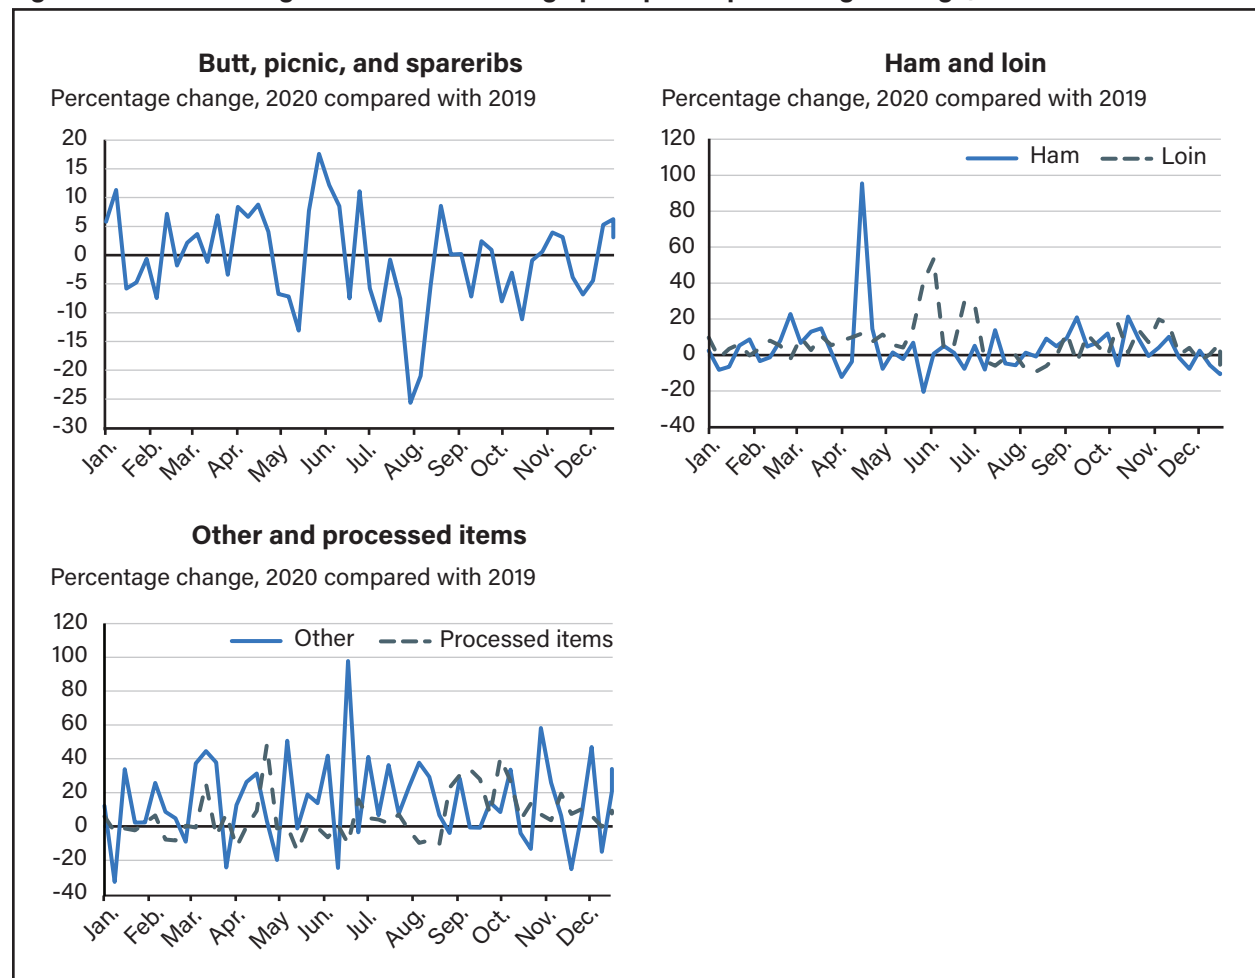 Butt, picnic, and spareribs
Percentage change, 2020 compared with 2019
20
15
10
5
0
-5
-10
-15
-20
-25
-30
Jan. Feb. Mar. Apr. May Jun. Jul. Aug. Sep. Oct. Nov. Dec.
Ham and loin
Percentage change, 2020 compared with 2019
Ham Loin
120
100
80
60
40
20
0
-20
-40
Jan. Feb. Mar. Apr. May Jun. Jul. Aug. Sep. Oct. Nov. Dec.
Other and processed items
Percentage change, 2020 compared with 2019
Other Processed items
120
100
80
60
40
20
0
-20
-40
Jan. Feb. Mar. Apr. May Jun. Jul. Aug. Sep. Oct. Nov. Dec.